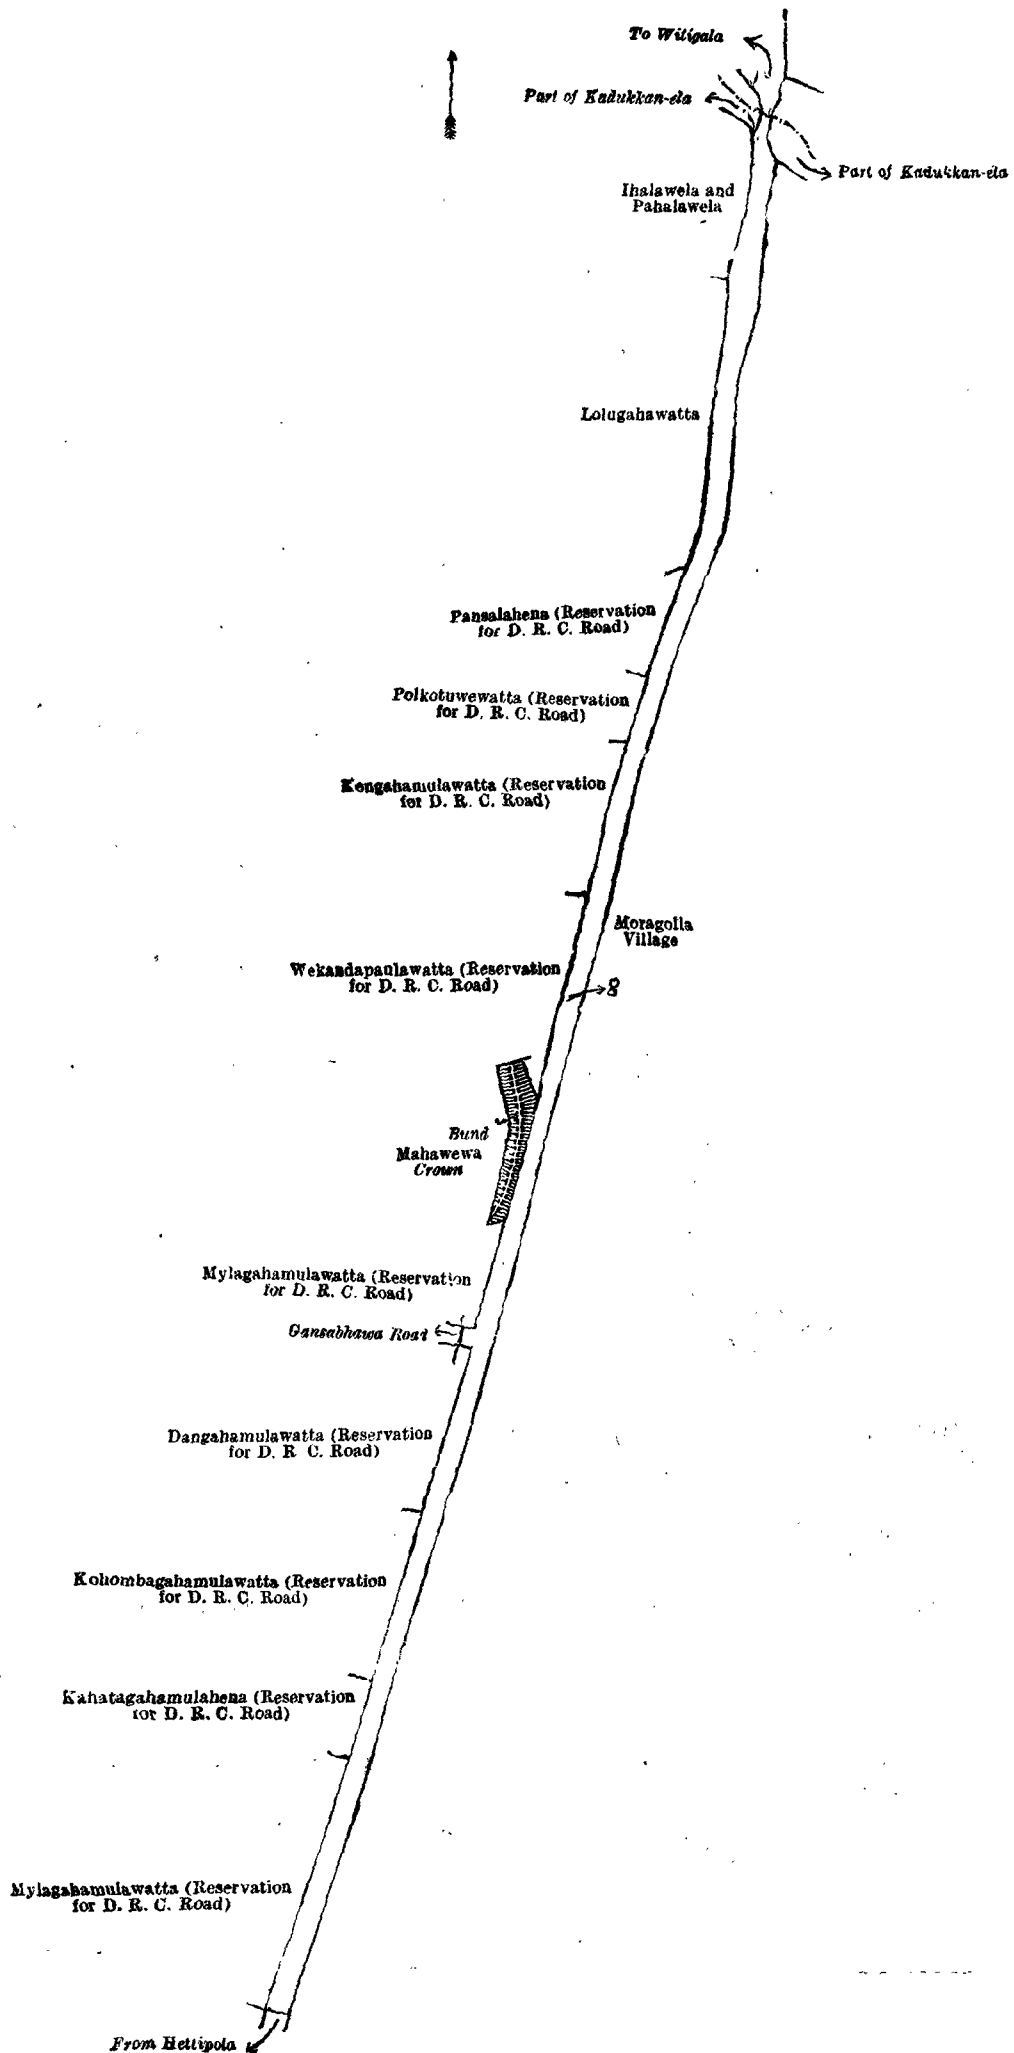 To Witigala
Part of Kadukkan-ela
Part of Kadukkan-ela
Ihalawela and
Pahalawela
Lolugahawatta
Pansalahena (Reservation
for D. R. C. Road)
Polkotuwewatta (Reservation
for D. R. C. Road)
Kengahamulawatta (Reservation
for D. R. C. Road)
Moragolla
Village
Wekandapaulawatta (Reservation
for D. R. C. Road)
8
Bund
Mahawewa
Crown
Mylagahamulawatta (Reservation
for D. R. C. Road)
Gansabhawa Road
Dangahamulawatta (Reservation
for D. R C. Road)
Kohombagahamulawatta (Reservation
for D. R. C. Road)
Kahatagahamulahena (Reservation
for D. R. C. Road)
Mylagahamulawatta (Reservation
for D. R. C. Road)
From Hettipola